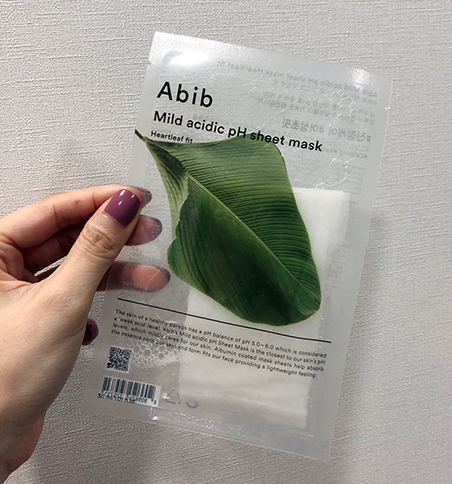 Abib
Mild acidic pH sheet mask
Heartleaf fit
The skin of a healthy person has a pH balance of pH 5.0~6.0 which is considered
a 'weak acid' level. Abib's Mild acidic pH Sheet Mask is the closest to our skin's pH
levels, which mildly cares for our skin. Albumin coated mask sheets help absorb
the essence onto our skin and form fits our face providing a lightweight feeling.